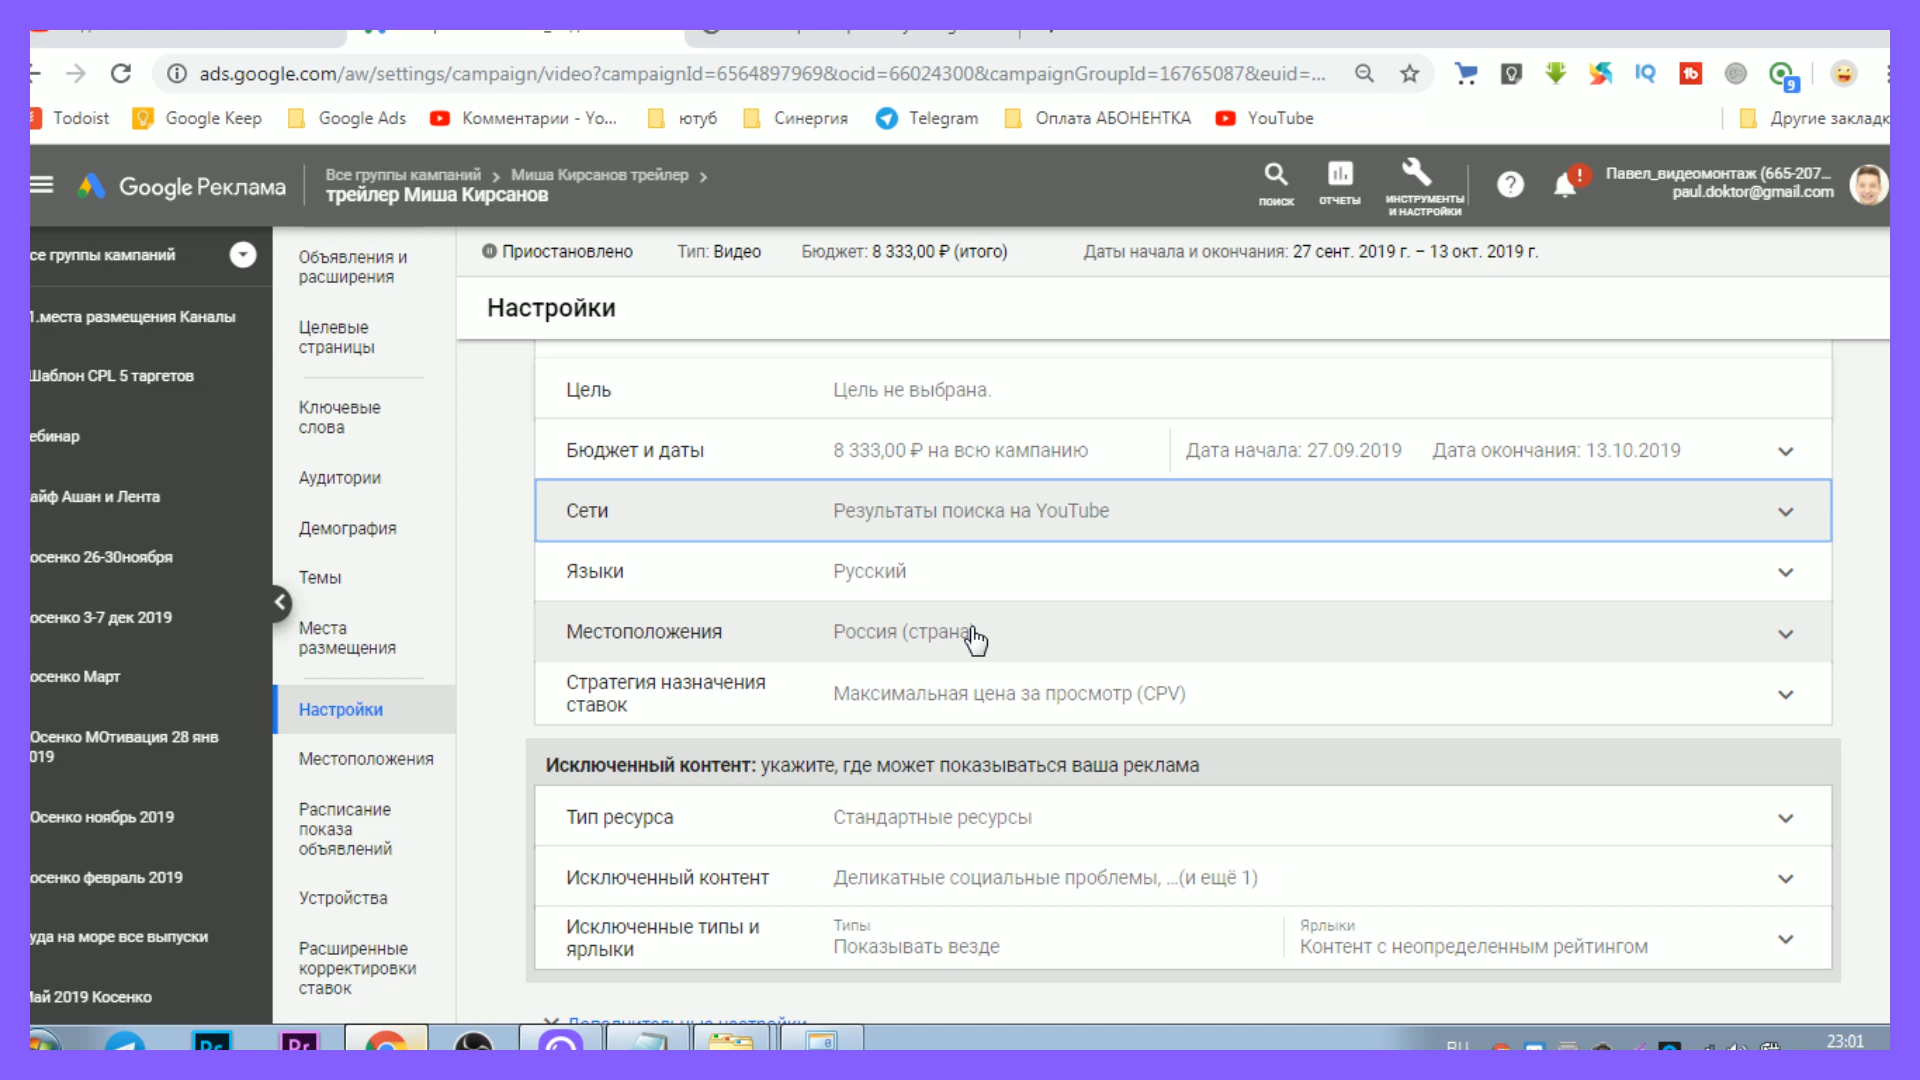 ads.google.com/aw/settings/campaign/video?campaignId=6564897969&ocid=66024300&campaignGroupId=16765087&euid=...
Todoist
Google Keep
Google Ads
Комментарии - Yo...
ютуб
Синергия
Telegram
Оплата АБОНЕНТКА
YouTube
Другие закладк
Google Реклама
Все группы кампаний > Миша Кирсанов трейлер >
трейлер Миша Кирсанов
ПОИСК
ОТЧЕТЫ
ИНСТРУМЕНТЫ
И НАСТРОЙКИ
Павел_видеомонтаж (665-207...
paul.doktor@gmail.com
се группы кампаний
1.места размещения Каналы
Шаблон CPL 5 таргетов
ебинар
айф Ашан и Лента
осенко 26-30ноября
осенко 3-7 дек 2019
осенко Март
Осенко МОтивация 28 янв
019
Осенко ноябрь 2019
осенко февраль 2019
уда на море все выпуски
Май 2019 Косенко
Объявления и
расширения
Целевые
страницы
Ключевые
слова
Аудитории
Демография
Темы
Места
размещения
Настройки
Местоположения
Расписание
показа
объявлений
Устройства
Расширенные
корректировки
ставок
Приостановлено
Тип: Видео
Бюджет: 8 333,00 ₽ (итого)
Даты начала и окончания: 27 сент. 2019 г. – 13 окт. 2019 г.
Настройки
Цель
Цель не выбрана.
Бюджет и даты
8 333,00 ₽ на всю кампанию
Дата начала: 27.09.2019
Дата окончания: 13.10.2019
Сети
Результаты поиска на YouTube
Языки
Русский
Местоположения
Россия (страна)
Стратегия назначения
ставок
Максимальная цена за просмотр (CPV)
Исключенный контент: укажите, где может показываться ваша реклама
Тип ресурса
Стандартные ресурсы
Исключенный контент
Деликатные социальные проблемы, ...(и ещё 1)
Исключенные типы и
ярлыки
Типы
Показывать везде
Ярлыки
Контент с неопределенным рейтингом
Дополнительные настройки
RU
23:01